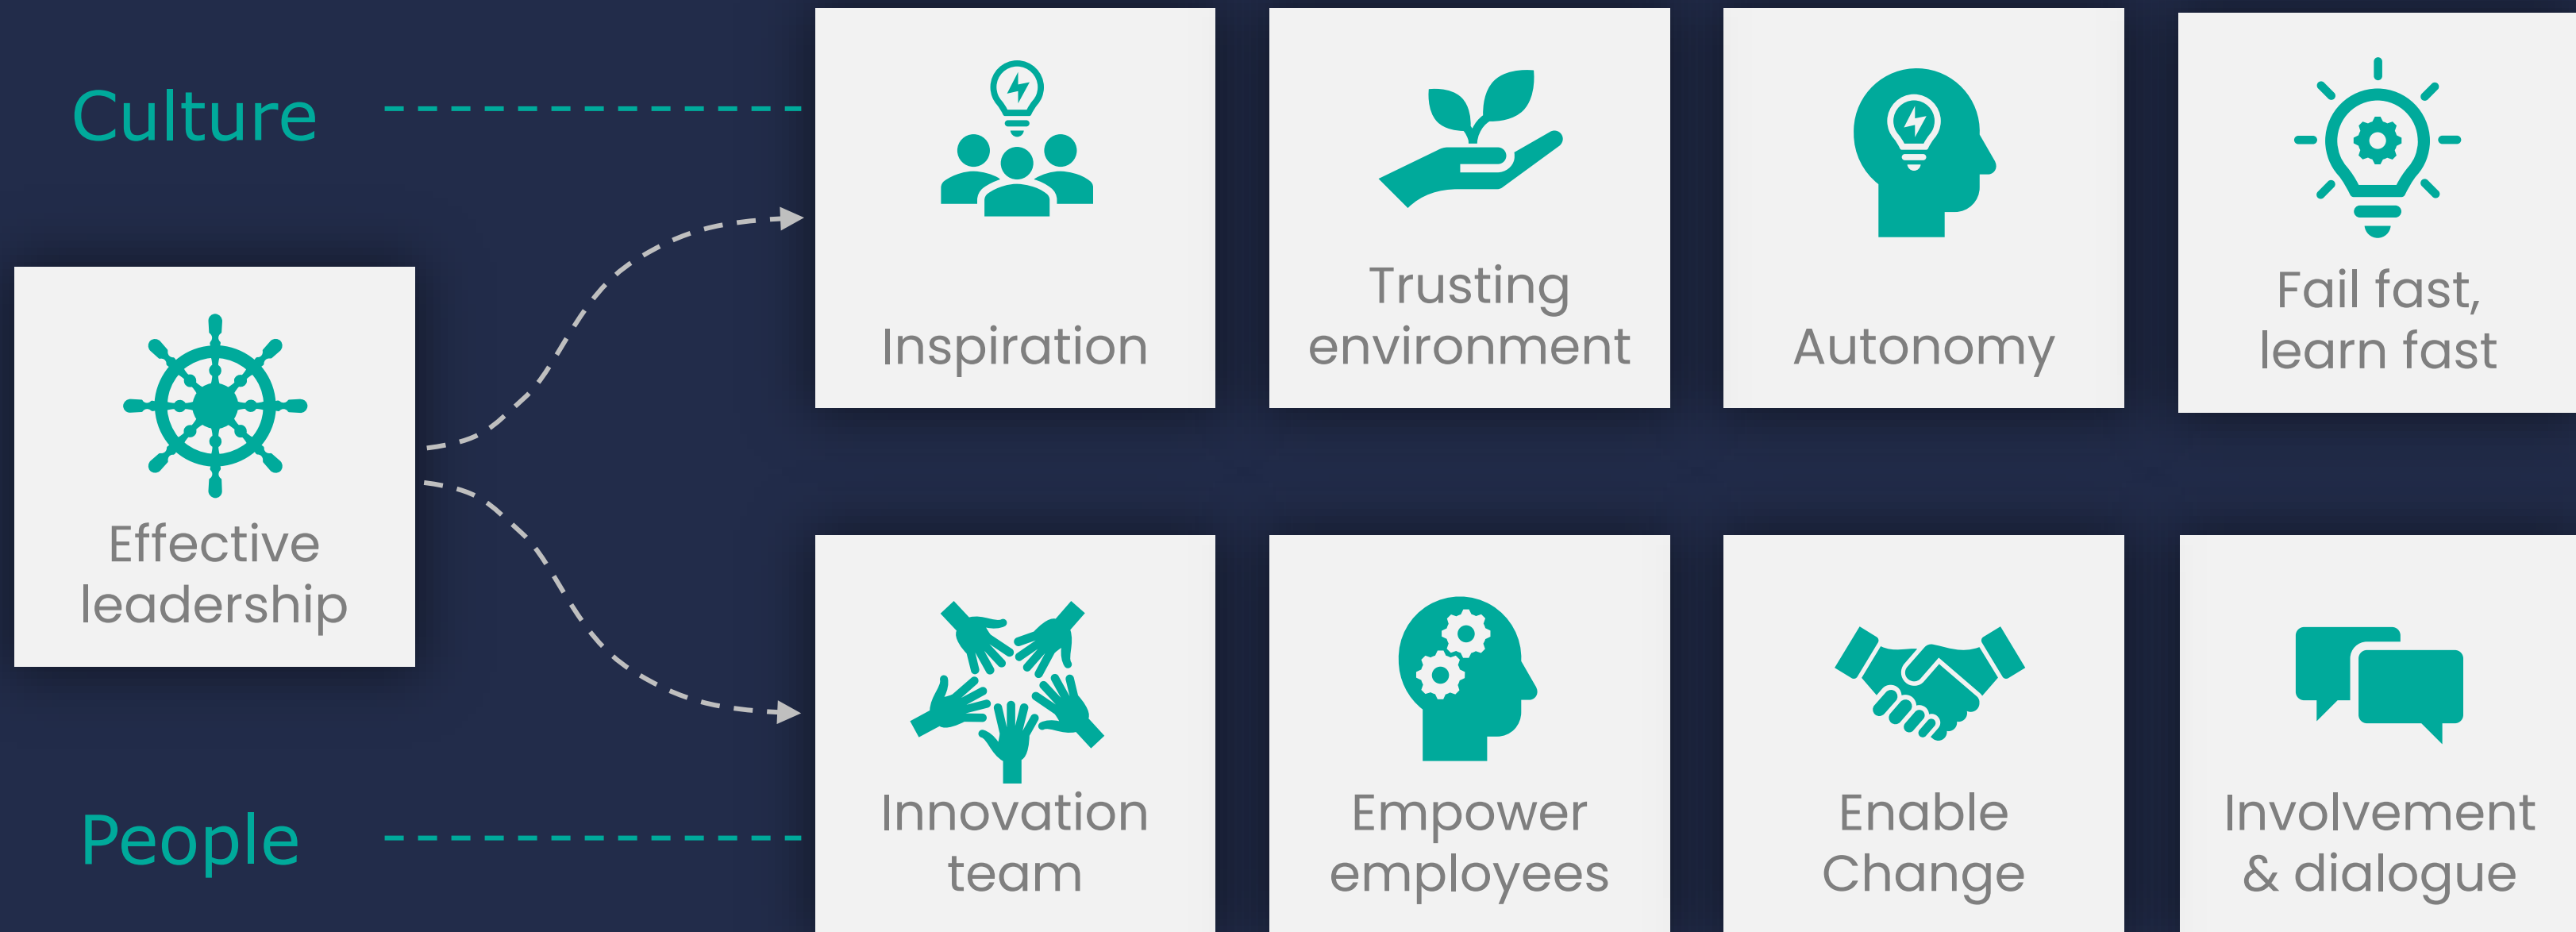 Culture
Inspiration
Trusting
environment
Autonomy
Fail fast,
learn fast
Effective
leadership
People
Innovation
team
Empower
employees
Enable
Change
Involvement
& dialogue